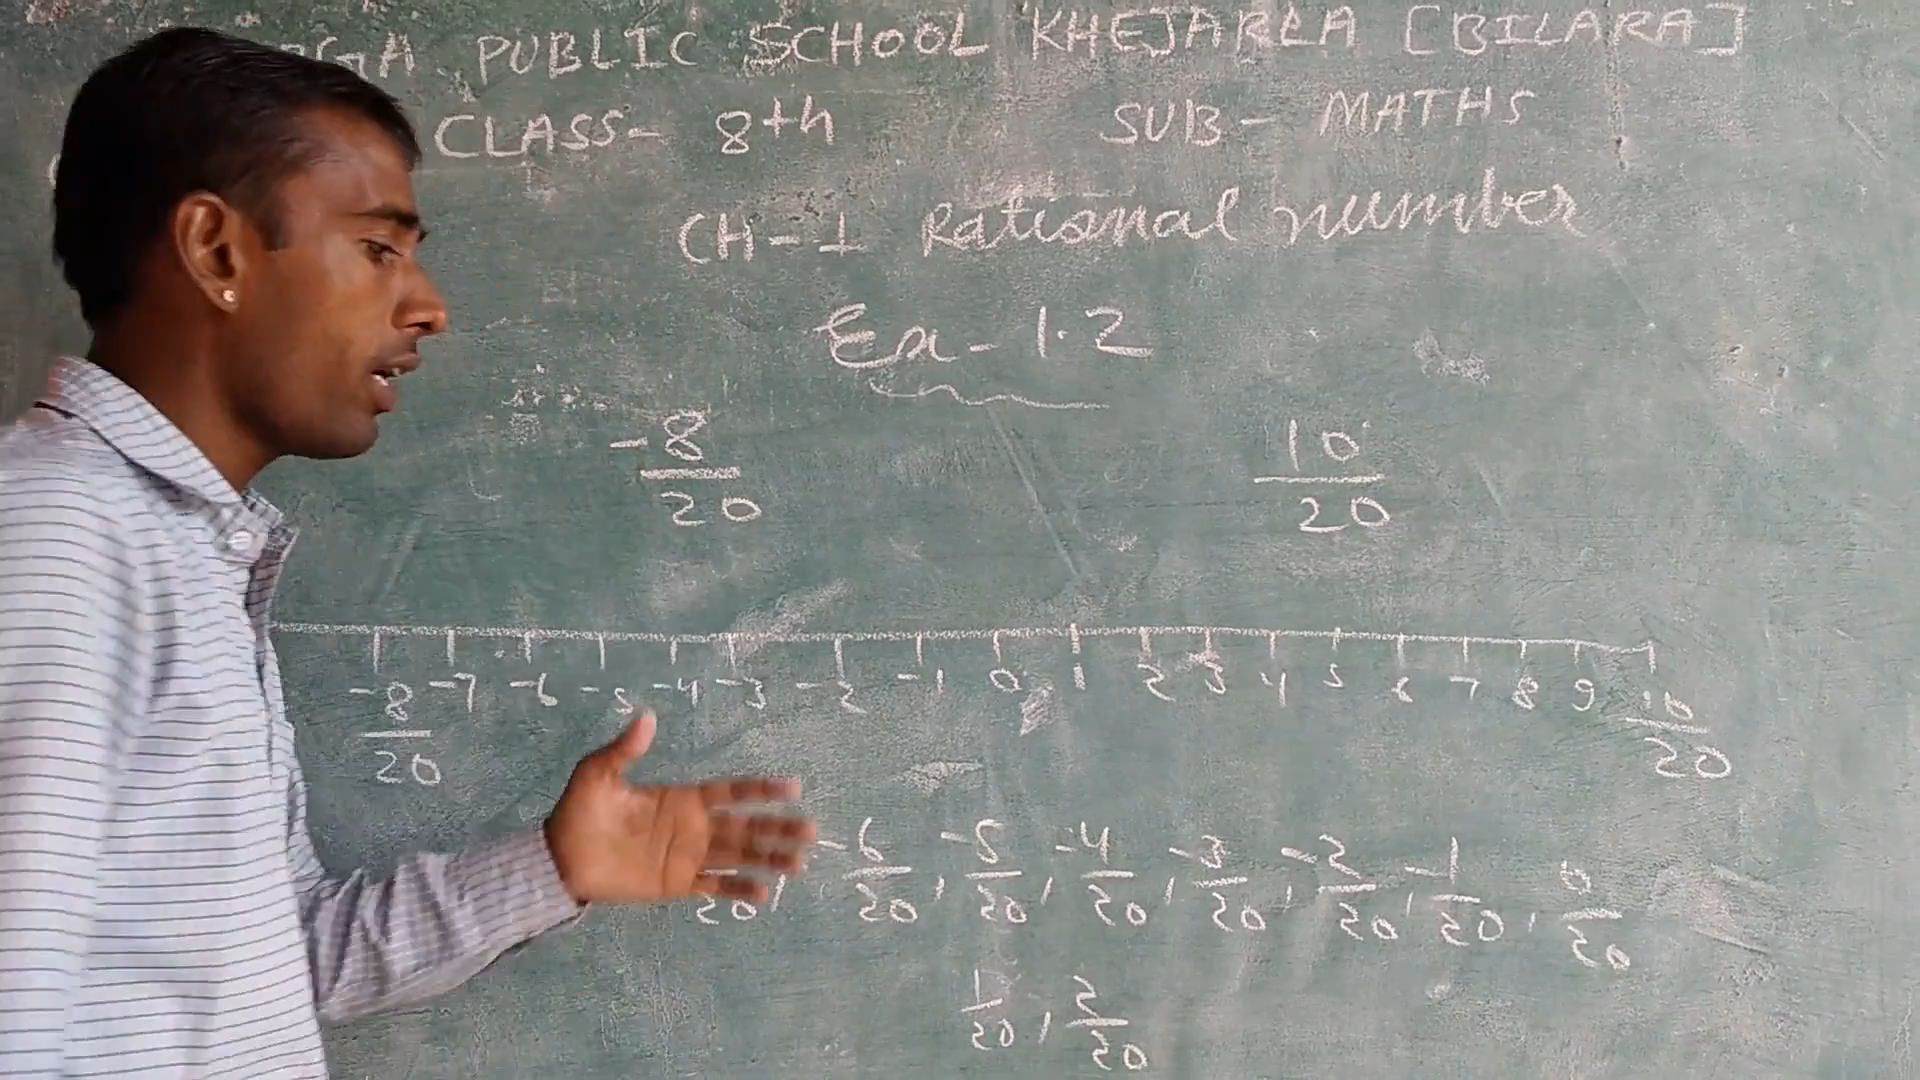 PUBLIC SCHOOL KHEJARLA [BILARA]
CLASS- 8th SUB- MATHS
CH-1 Rational number
Ex-1.2
-8/20 10/20
-8/20 -7 -6 -5 -4 -3 -2 -1 0 1 2 3 4 5 6 7 8 9 10/20
-6/20, -5/20, -4/20, -3/20, -2/20, -1/20, 0/20
1/20, 2/20